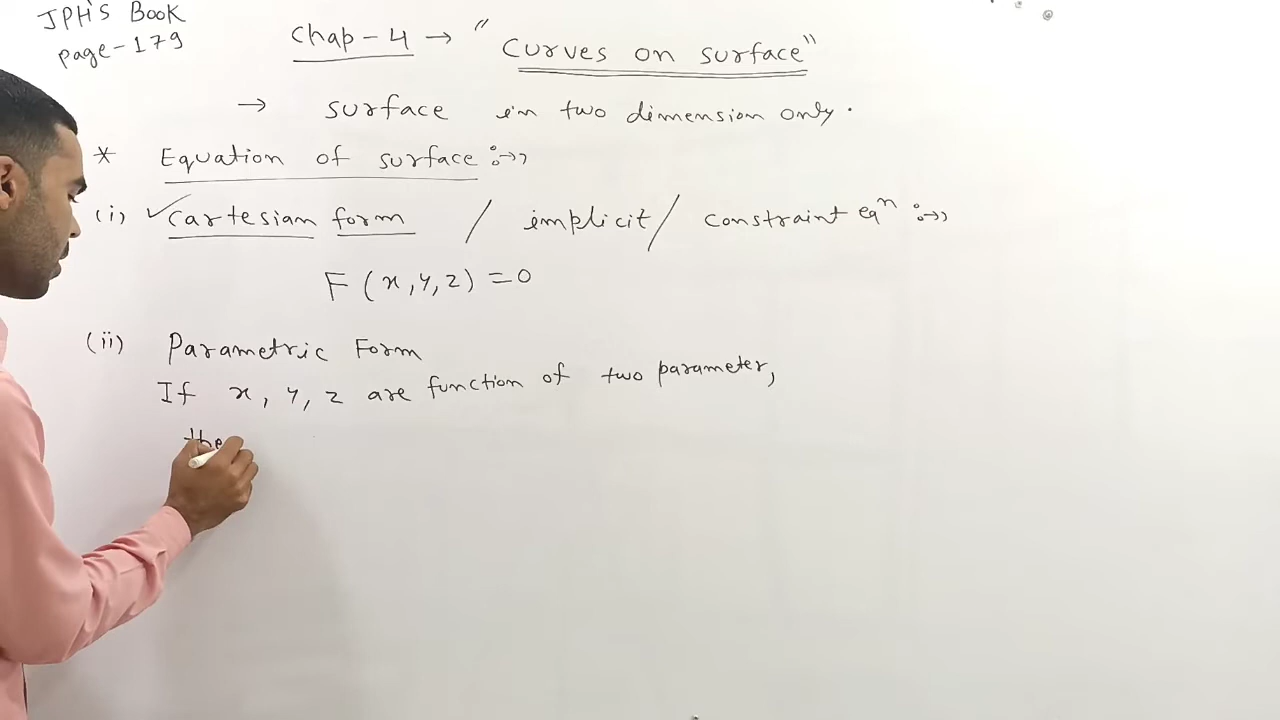 JPH'S Book
page-179
Chap-4 → "Curves on surface"
→ surface in two dimension only.
* Equation of surface :→
(i) ✓Cartesian form / implicit / constraint eqⁿ :→
F (x, y, z) = 0
(ii) Parametric Form
If x, y, z are function of two parameter,
the